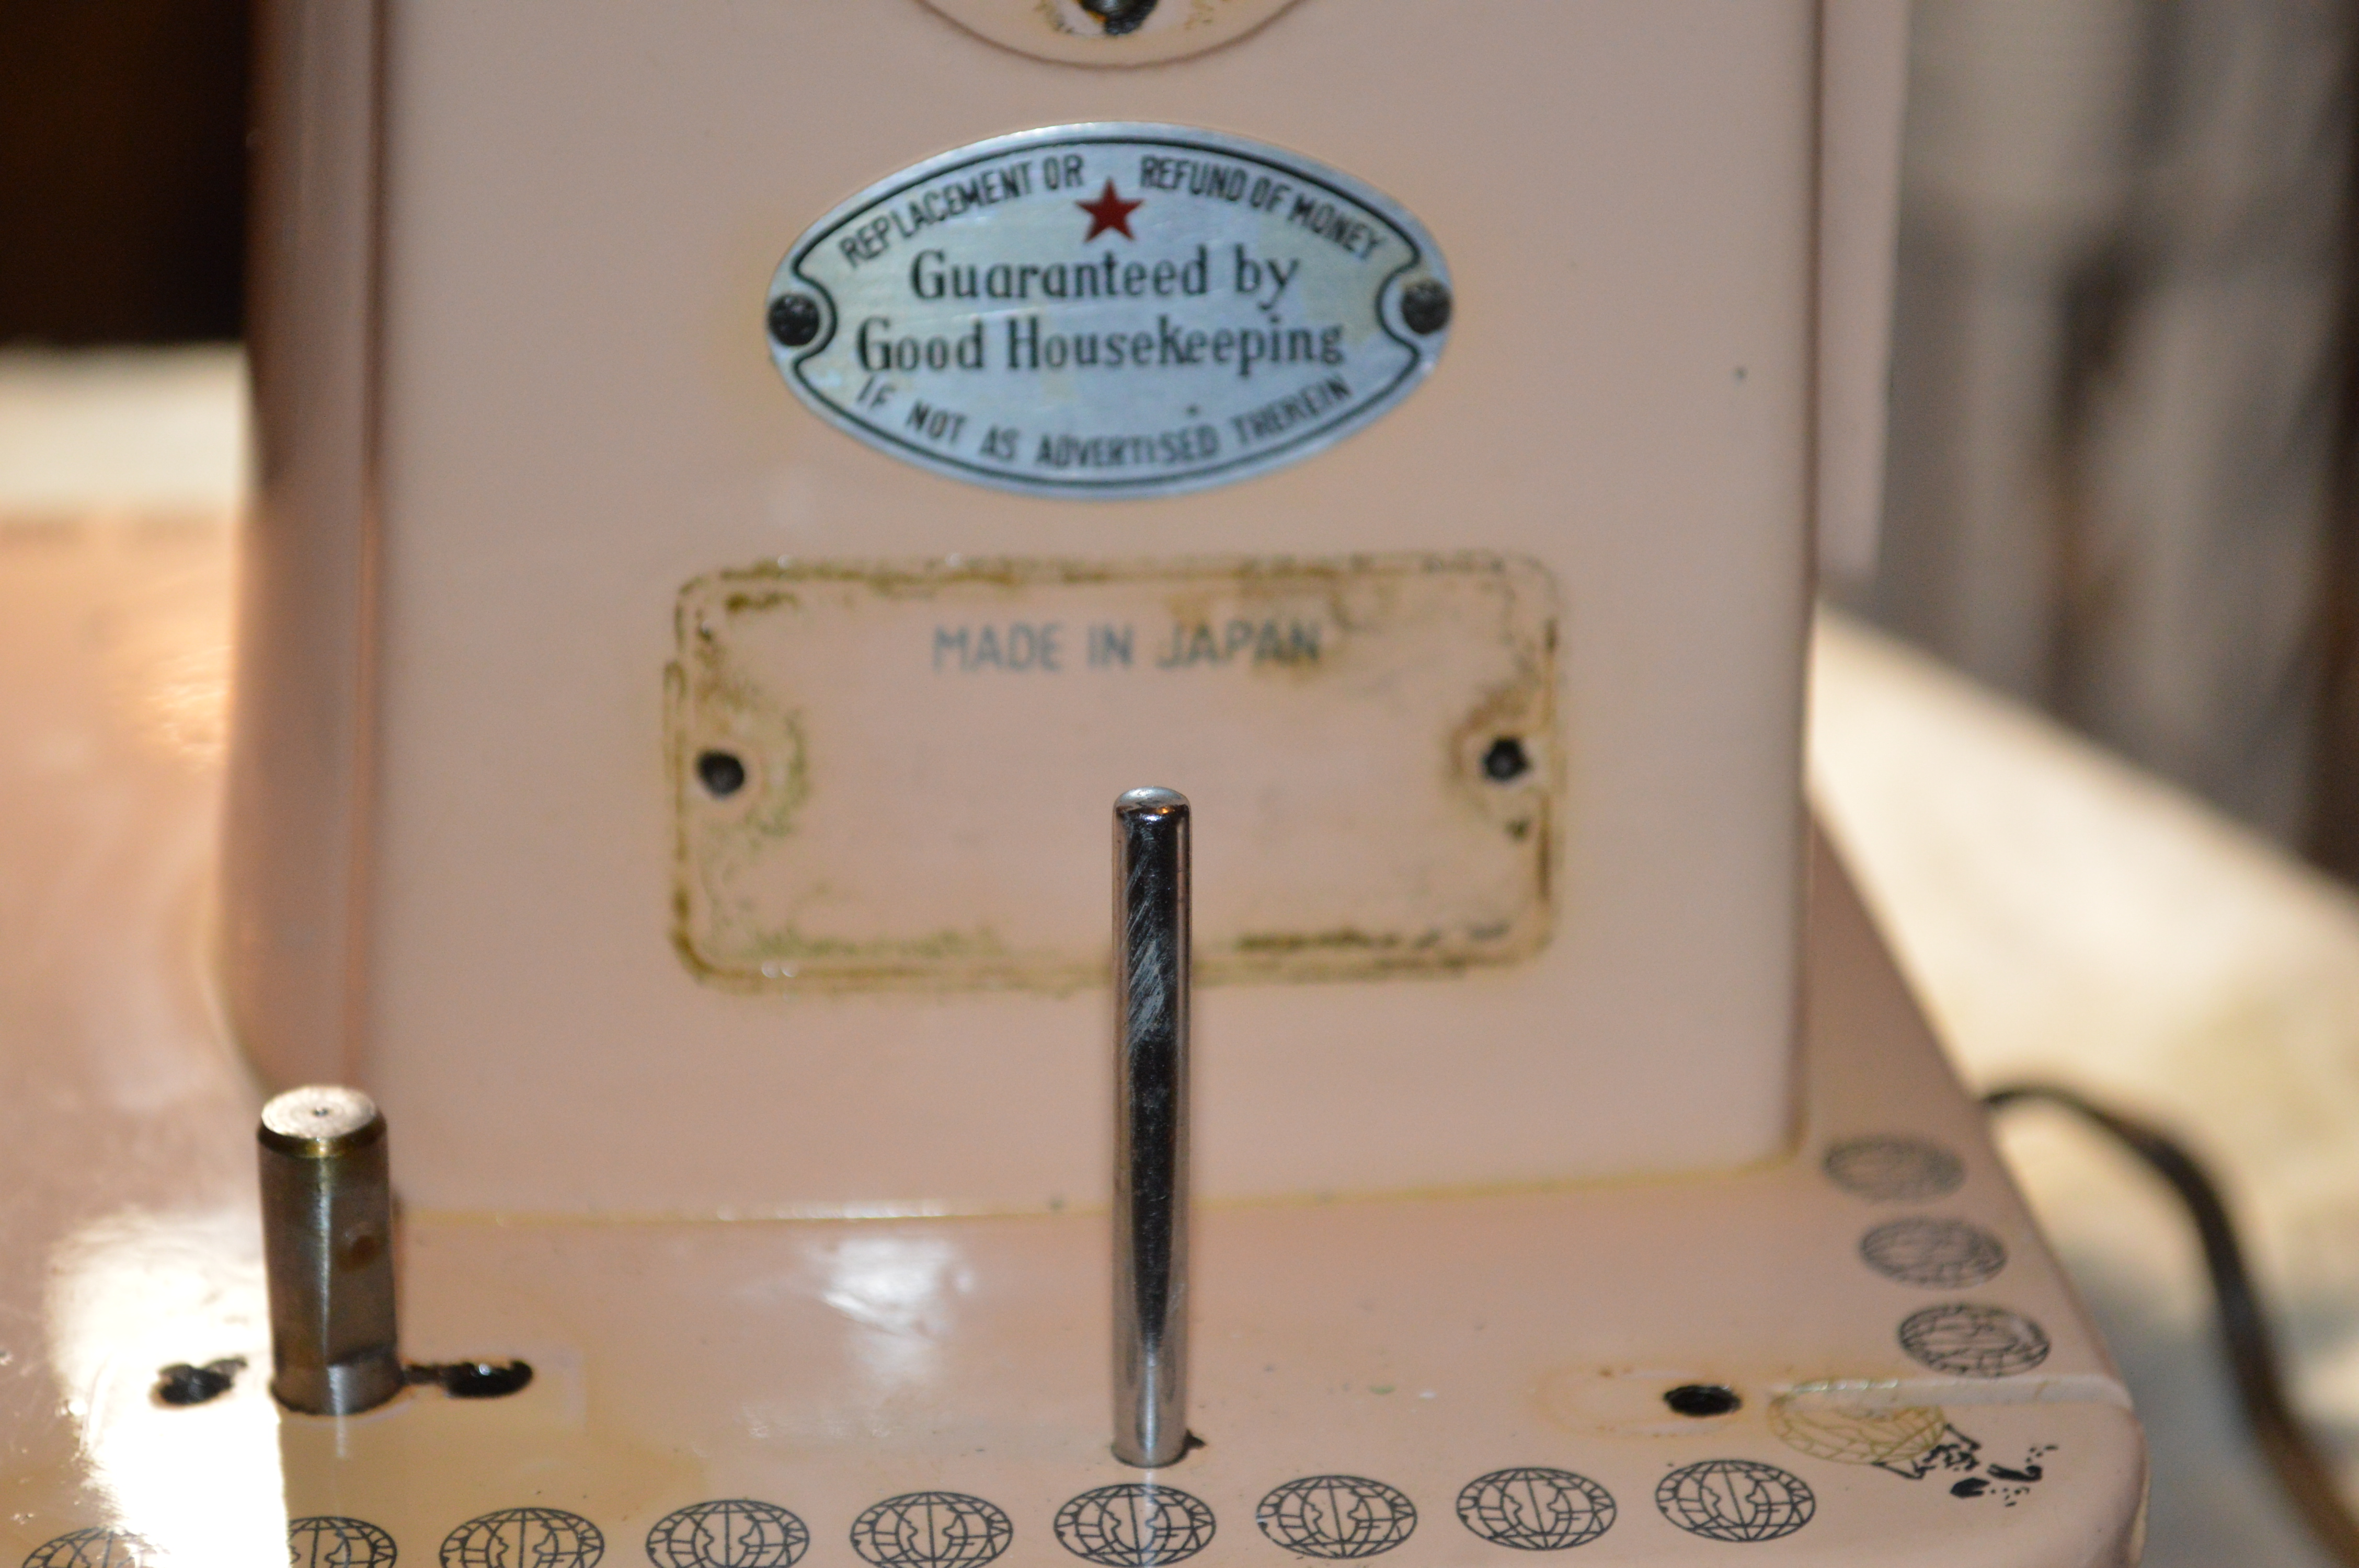 REPLACEMENT OR REFUND OF MONEY
Guaranteed by
Good Housekeeping
IF NOT AS ADVERTISED THEREIN
MADE IN JAPAN